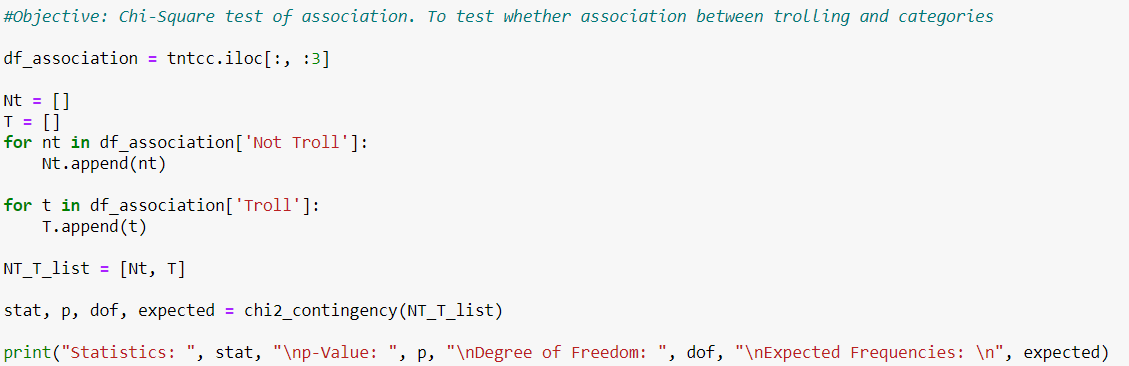 #Objective: Chi-Square test of association. To test whether association between trolling and categories
df_association = tntcc.iloc[:, :3]
Nt = []
T = []
for nt in df_association['Not Troll']:
    Nt.append(nt)
for t in df_association['Troll']:
    T.append(t)
NT_T_list = [Nt, T]
stat, p, dof, expected = chi2_contingency(NT_T_list)
print("Statistics: ", stat, "\np-Value: ", p, "\nDegree of Freedom: ", dof, "\nExpected Frequencies: \n", expected)